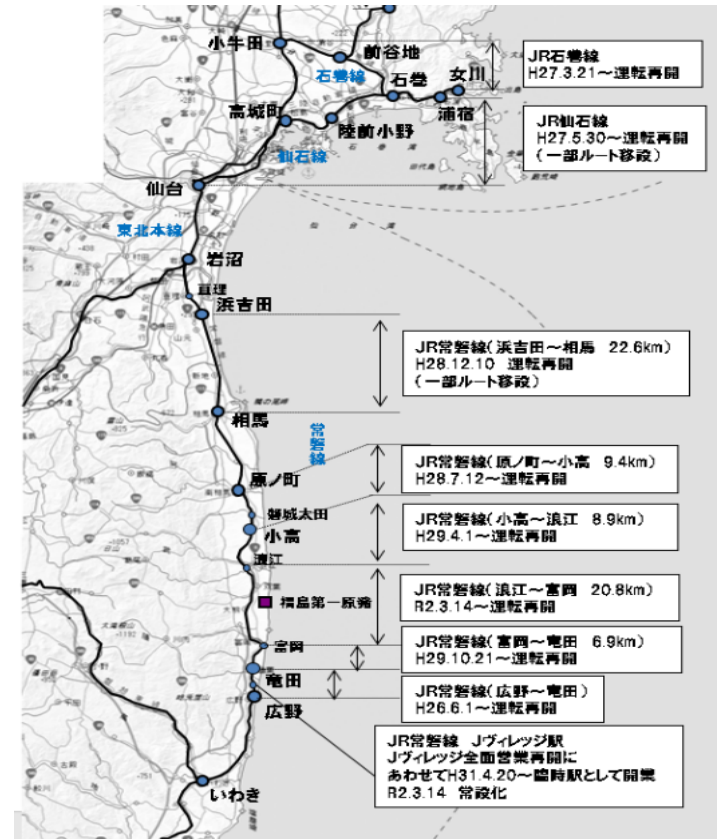 小牛田
前谷地
石巻線
石巻
女川
浦宿
高城町
陸前小野
仙石線
仙台
東北本線
岩沼
亘理
浜吉田
相馬
常磐線
原ノ町
磐城太田
小高
浪江
福島第一原発
富岡
竜田
広野
いわき
JR石巻線
H27.3.21～運転再開
JR仙石線
H27.5.30～運転再開
(一部ルート移設)
JR常磐線(浜吉田～相馬 22.6km)
H28.12.10 運転再開
(一部ルート移設)
JR常磐線(原ノ町～小高 9.4km)
H28.7.12～運転再開
JR常磐線(小高～浪江 8.9km)
H29.4.1～運転再開
JR常磐線(浪江～富岡 20.8km)
R2.3.14～運転再開
JR常磐線(富岡～竜田 6.9km)
H29.10.21～運転再開
JR常磐線(広野～竜田)
H26.6.1～運転再開
JR常磐線 Jヴィレッジ駅
Jヴィレッジ全面営業再開に
あわせてH31.4.20～臨時駅として開業
R2.3.14 常設化